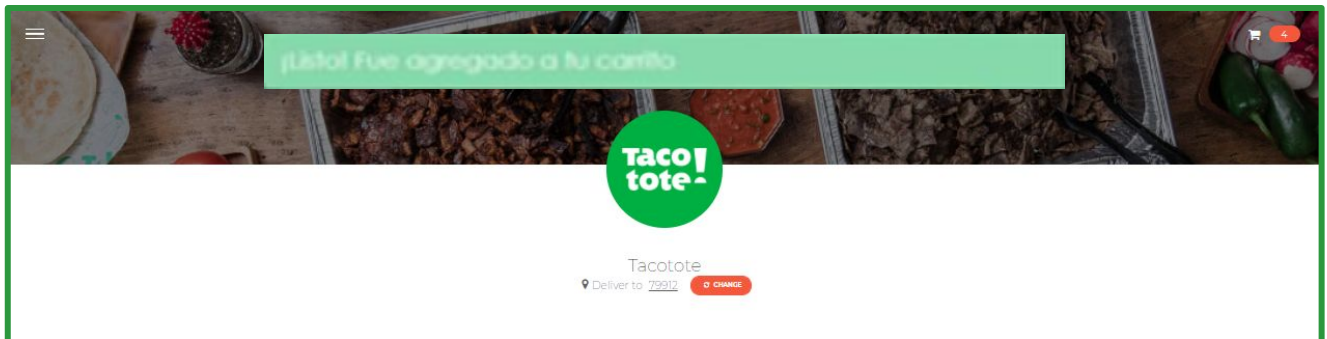 4
¡Listo! Fue agregado a tu carrito
Taco!
tote
Tacotote
Deliver to 79912 CHANGE